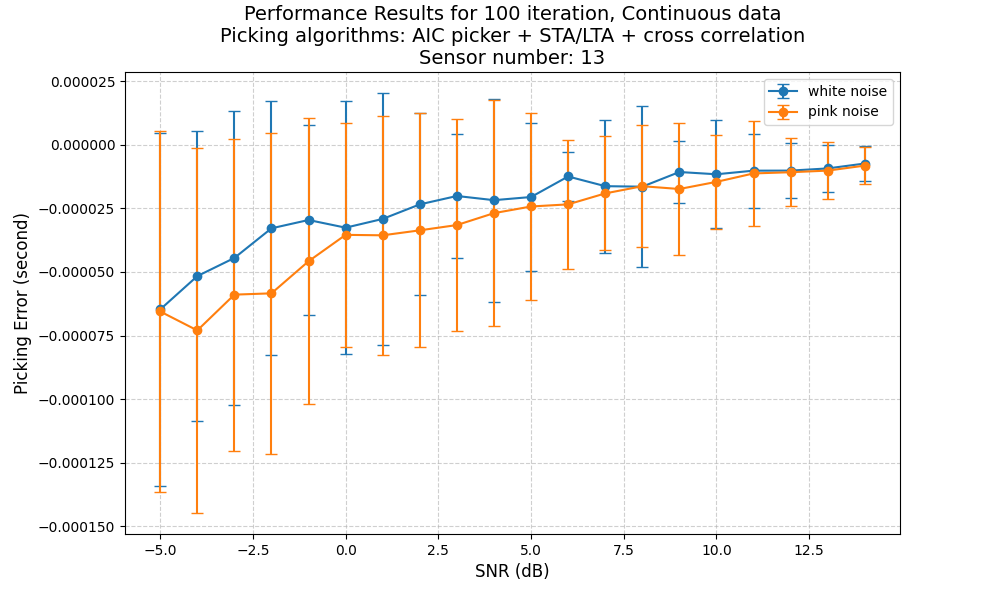 Performance Results for 100 iteration, Continuous data
Picking algorithms: AIC picker + STA/LTA + cross correlation
Sensor number: 13
white noise
pink noise
0.000025
0.000000
−0.000025
−0.000050
−0.000075
−0.000100
−0.000125
−0.000150
Picking Error (second)
−5.0
−2.5
0.0
2.5
5.0
7.5
10.0
12.5
SNR (dB)